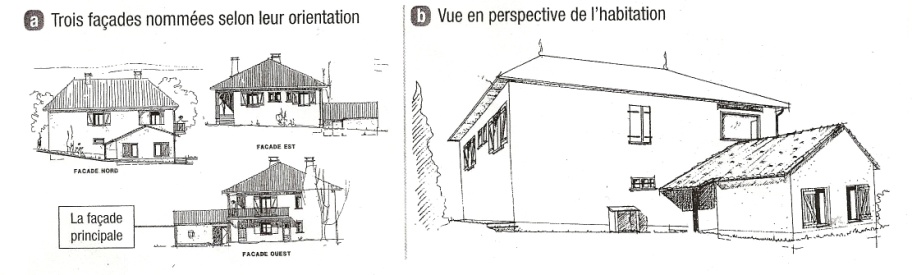 a Trois façades nommées selon leur orientation
FACADE NORD
FACADE EST
La façade
principale
FACADE OUEST
b Vue en perspective de l'habitation